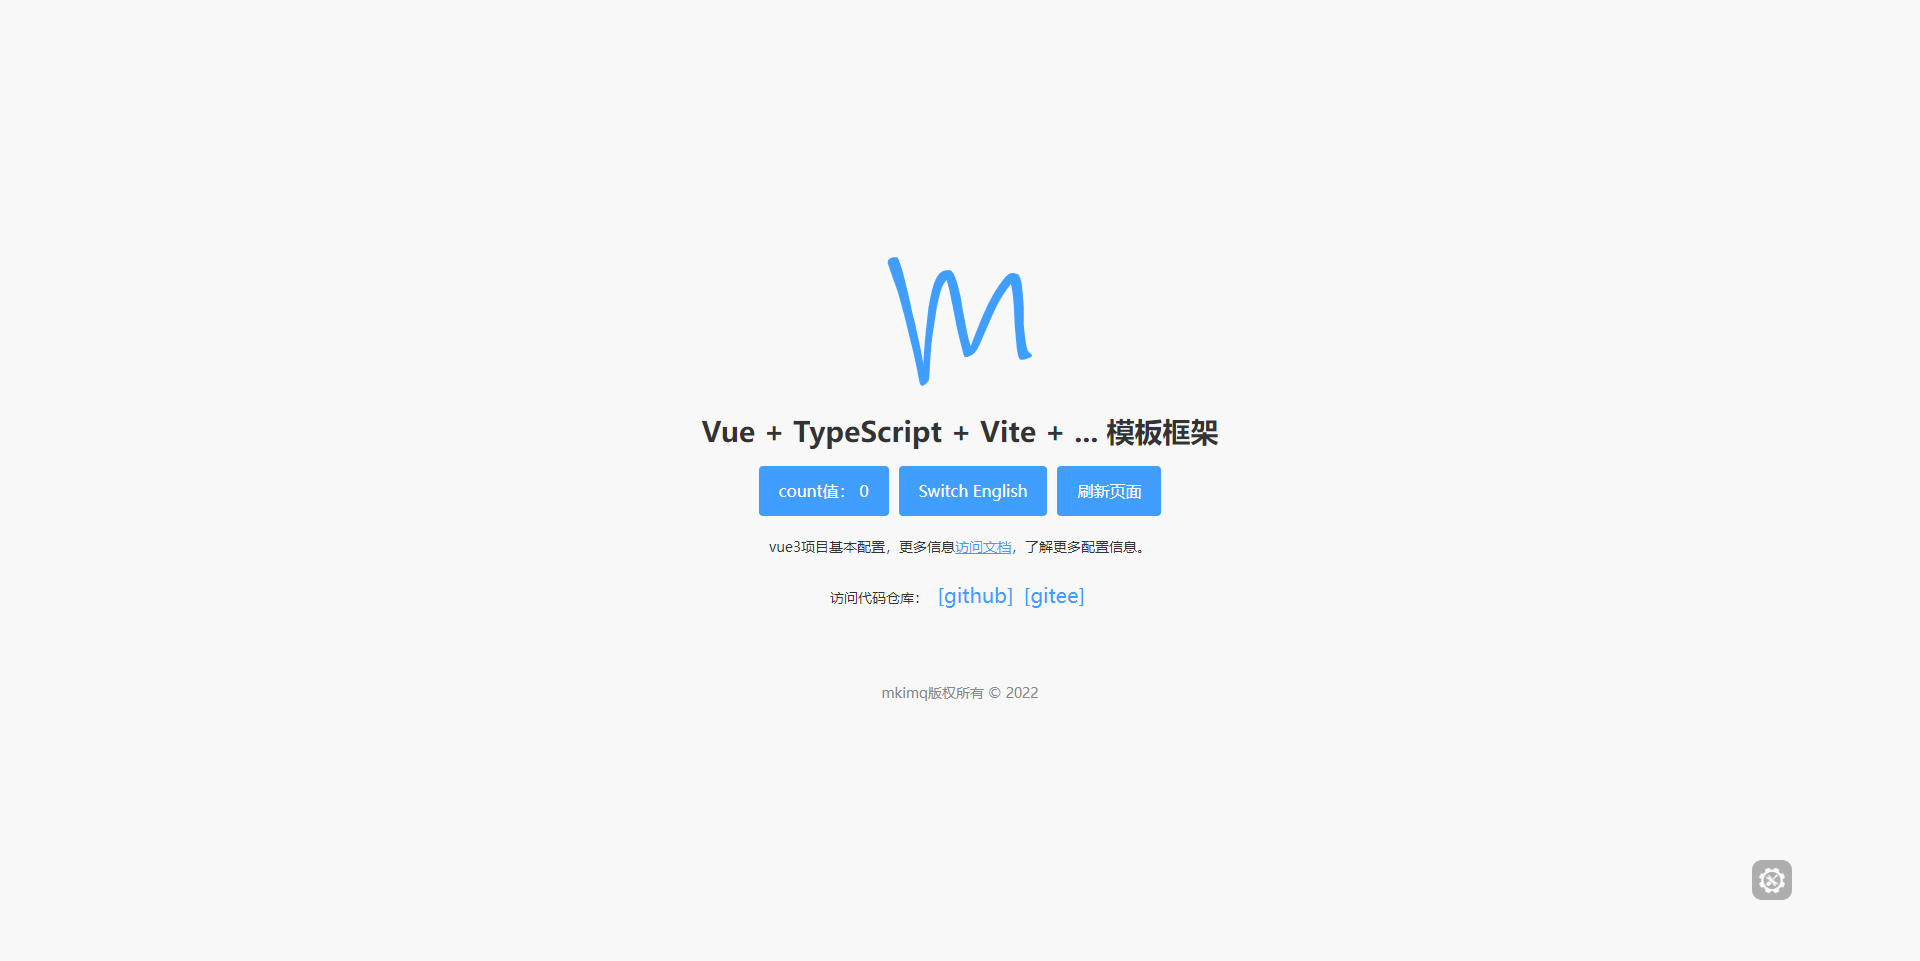 Vue + TypeScript + Vite + ... 模板框架
count值： 0 Switch English 刷新页面
vue3项目基本配置，更多信息访问文档，了解更多配置信息。
访问代码仓库： [github] [gitee]
mkimq版权所有 © 2022